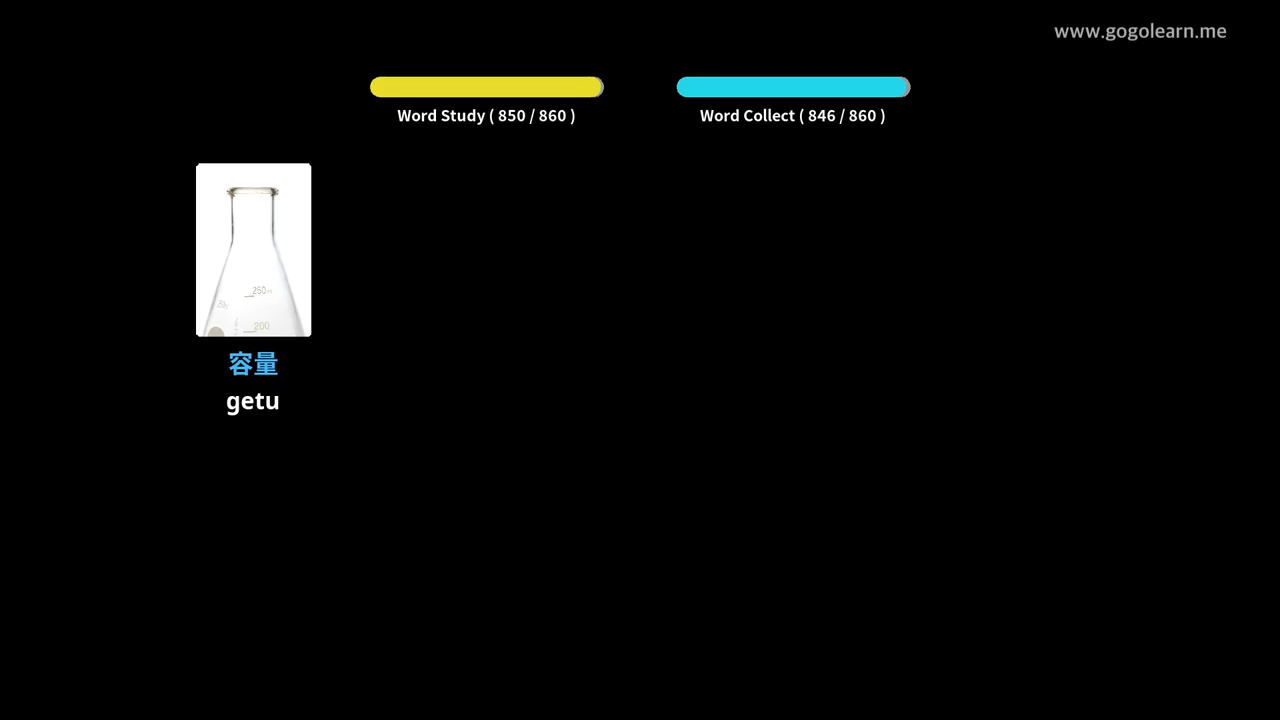 www.gogolearn.me
Word Study ( 850 / 860 )
Word Collect ( 846 / 860 )
250
200
容量
getu